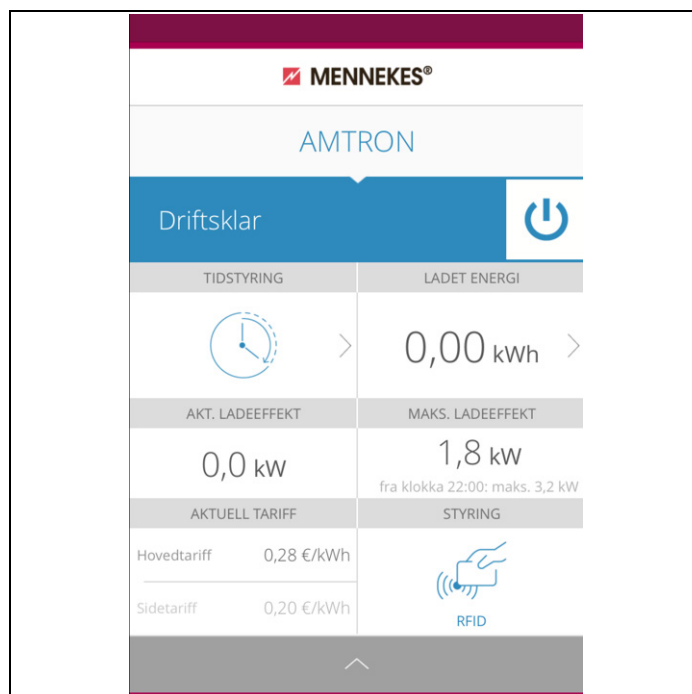 MENNEKES®
AMTRON
Driftsklar
TIDSTYRING
LADET ENERGI
0,00 kWh
AKT. LADEEFFEKT
MAKS. LADEEFFEKT
0,0 kW
1,8 kW
fra klokka 22:00: maks. 3,2 kW
AKTUELL TARIFF
STYRING
Hovedtariff 0,28 €/kWh
Sidetariff 0,20 €/kWh
RFID